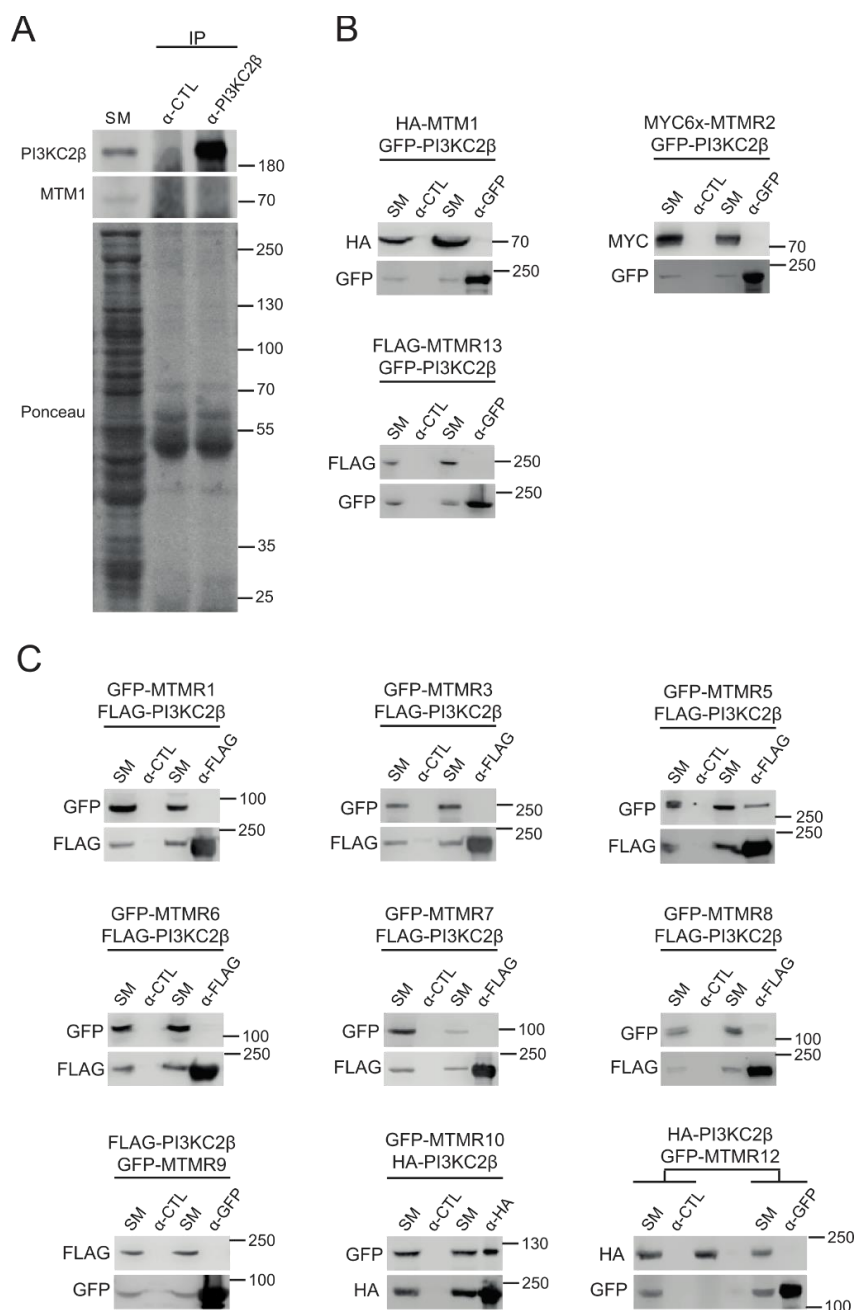 A
IP
SM α-CTL α-PI3KC2β
PI3KC2β
180
MTM1
70
250
130
100
70
Ponceau
55
35
25
B
HA-MTM1
GFP-PI3KC2β
SM α-CTL SM α-GFP
HA
70
GFP
250
MYC6x-MTMR2
GFP-PI3KC2β
SM α-CTL SM α-GFP
MYC
70
GFP
250
FLAG-MTMR13
GFP-PI3KC2β
SM α-CTL SM α-GFP
FLAG
250
GFP
250
C
GFP-MTMR1
FLAG-PI3KC2β
SM α-CTL SM α-FLAG
GFP
100
FLAG
250
GFP-MTMR3
FLAG-PI3KC2β
SM α-CTL SM α-FLAG
GFP
250
FLAG
250
GFP-MTMR5
FLAG-PI3KC2β
SM α-CTL SM α-FLAG
GFP
250
FLAG
250
GFP-MTMR6
FLAG-PI3KC2β
SM α-CTL SM α-FLAG
GFP
100
FLAG
250
GFP-MTMR7
FLAG-PI3KC2β
SM α-CTL SM α-FLAG
GFP
100
FLAG
250
GFP-MTMR8
FLAG-PI3KC2β
SM α-CTL SM α-FLAG
GFP
100
FLAG
250
FLAG-PI3KC2β
GFP-MTMR9
SM α-CTL SM α-GFP
FLAG
250
GFP
100
GFP-MTMR10
HA-PI3KC2β
SM α-CTL SM α-HA
GFP
130
HA
250
HA-PI3KC2β
GFP-MTMR12
SM α-CTL SM α-GFP
HA
250
GFP
100